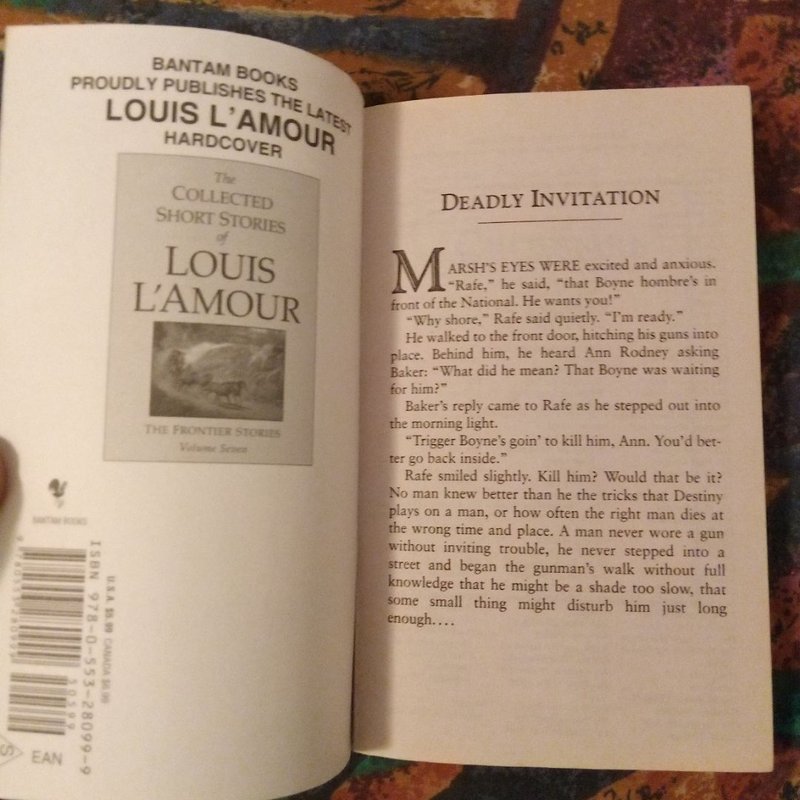 BANTAM BOOKS
PROUDLY PUBLISHES THE LATEST
LOUIS L'AMOUR
HARDCOVER
The
COLLECTED
SHORT STORIES
of
LOUIS
L'AMOUR
THE FRONTIER STORIES
Volume Seven
BANTAM BOOKS
ISBN 978-0-553-28099-9
U.S.A. $5.99 CANADA $6.99
50599
S
EAN
DEADLY INVITATION
MARSH'S EYES WERE excited and anxious.
“Rafe,” he said, “that Boyne hombre's in
front of the National. He wants you!”
“Why shore,” Rafe said quietly. “I'm ready.”
He walked to the front door, hitching his guns into
place. Behind him, he heard Ann Rodney asking
Baker: “What did he mean? That Boyne was waiting
for him?”
Baker's reply came to Rafe as he stepped out into
the morning light.
“Trigger Boyne's goin' to kill him, Ann. You'd bet-
ter go back inside.”
Rafe smiled slightly. Kill him? Would that be it?
No man knew better than he the tricks that Destiny
plays on a man, or how often the right man dies at
the wrong time and place. A man never wore a gun
without inviting trouble, he never stepped into a
street and began the gunman's walk without full
knowledge that he might be a shade too slow, that
some small thing might disturb him just long
enough....